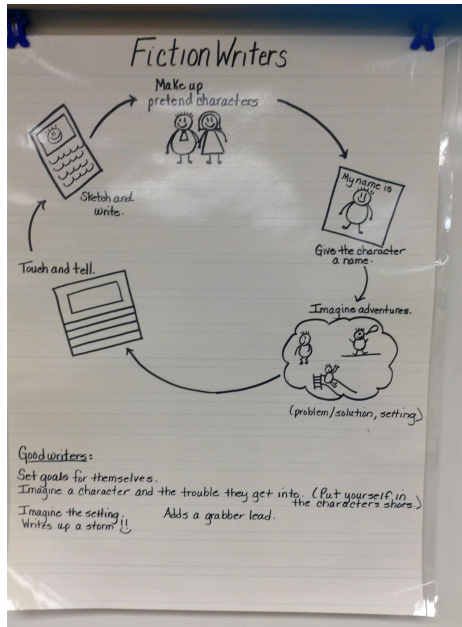 Fiction Writers
Make up
pretend characters
My name is
Give the character
a name.
Imagine adventures.
(problem/solution, setting)
Touch and tell.
Sketch and
write.
Good writers:
Set goals for themselves.
Imagine a character and the trouble they get into. (Put yourself in
the characters shoes.)
Imagine the setting.
Adds a grabber lead.
Writes up a storm!!